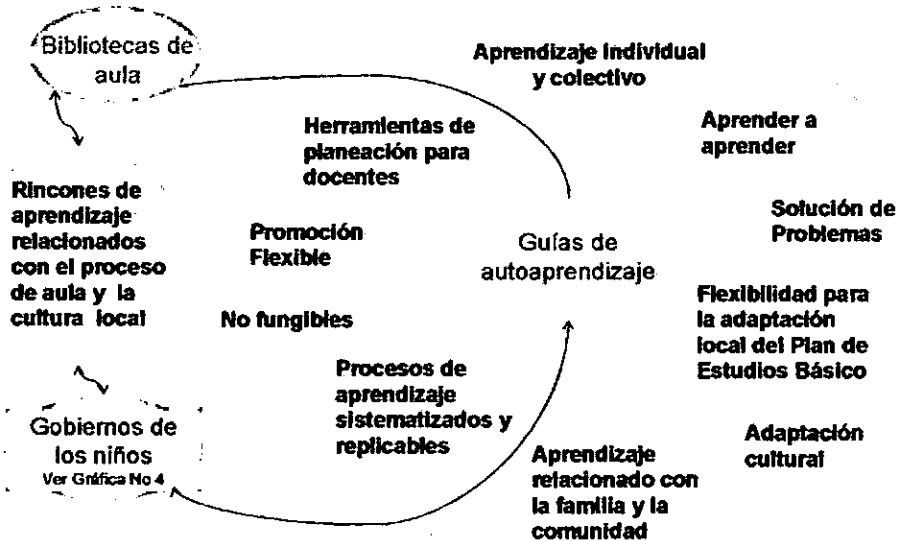 Bibliotecas de
aula
Aprendizaje individual
y colectivo
Herramientas de
planeación para
docentes
Aprender a
aprender
Rincones de
aprendizaje
relacionados
con el proceso
de aula y la
cultura local
Promoción
Flexible
Guías de
autoaprendizaje
Solución de
Problemas
No fungibles
Flexibilidad para
la adaptación
local del Plan de
Estudios Básico
Procesos de
aprendizaje
sistematizados y
replicables
Gobiernos de
los niños
Ver Gráfica No 4
Aprendizaje
relacionado con
la familia y la
comunidad
Adaptación
cultural